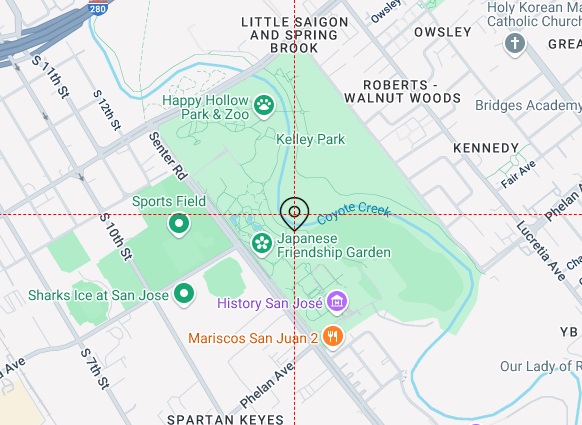 280
LITTLE SAIGON
AND SPRING
BROOK
Owsley
OWSLEY
Holy Korean Ma
Catholic Churc
GREA
S 11th St
S 12th St
ROBERTS -
WALNUT WOODS
Happy Hollow
Park & Zoo
Bridges Academy
Kelley Park
KENNEDY
Senter Rd
Fair Ave
Sports Field
Coyote Creek
Phelan A
S 10th St
Japanese
Friendship Garden
Lucretia Ave
Cha
Sharks Ice at San Jose
History San José
Mariscos San Juan 2
YB
S 7th St
d Ave
Our Lady of R
Phelan Ave
SPARTAN KEYES